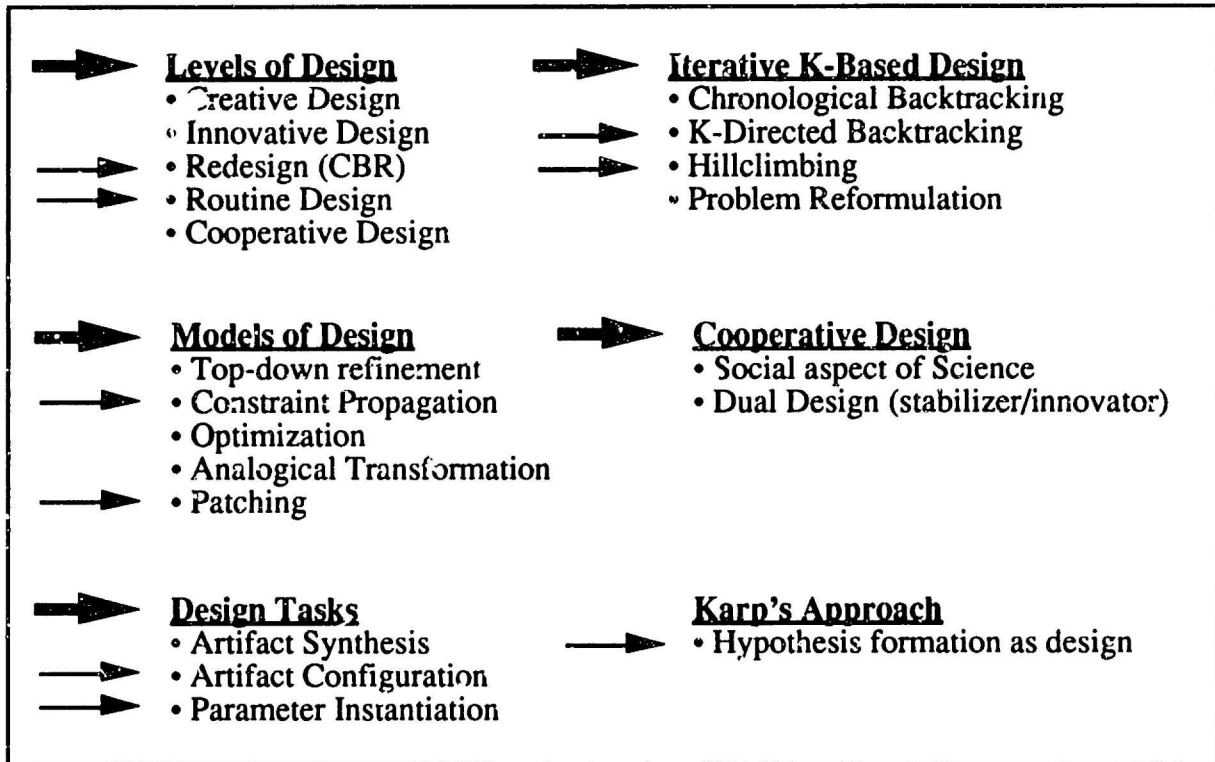 Levels of Design
• Creative Design
• Innovative Design
• Redesign (CBR)
• Routine Design
• Cooperative Design
Iterative K-Based Design
• Chronological Backtracking
• K-Directed Backtracking
• Hillclimbing
• Problem Reformulation
Models of Design
• Top-down refinement
• Constraint Propagation
• Optimization
• Analogical Transformation
• Patching
Cooperative Design
• Social aspect of Science
• Dual Design (stabilizer/innovator)
Design Tasks
• Artifact Synthesis
• Artifact Configuration
• Parameter Instantiation
Karp's Approach
• Hypothesis formation as design